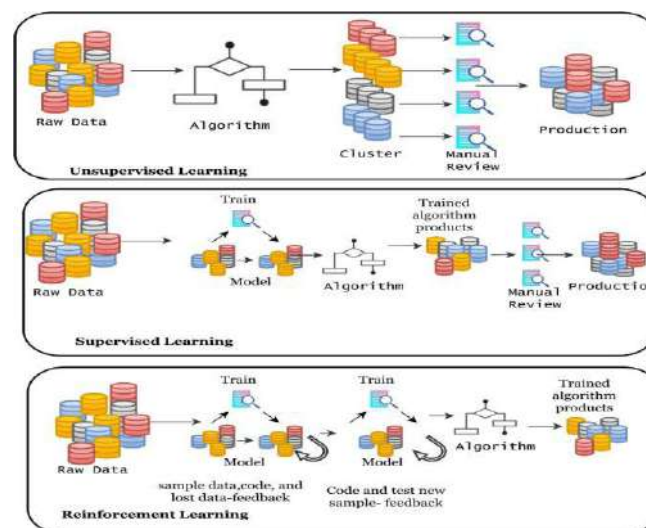 Raw Data
Algorithm
Cluster
Manual
Review
Production
Unsupervised Learning
Train
Trained
algorithm
products
Raw Data
Model
Algorithm
Manual
Review
Production
Supervised Learning
Train
Train
Trained
algorithm
products
Raw Data
Model
Model
Algorithm
sample data,code, and
lost data-feedback
Code and test new
sample- feedback
Reinforcement Learning